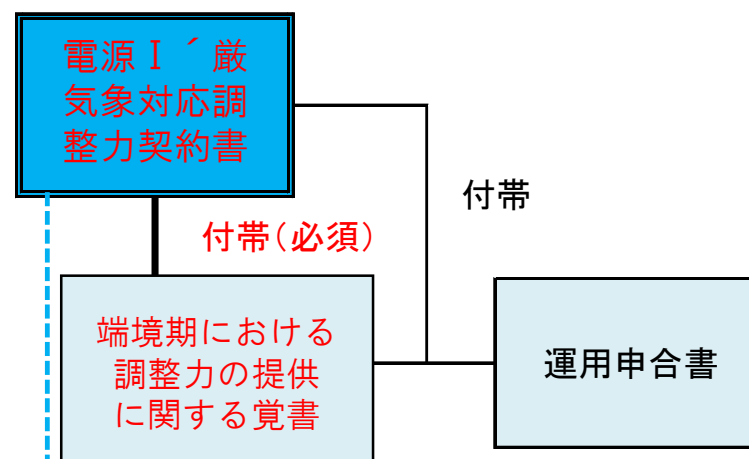 電源Ⅰ´厳
気象対応調
整力契約書
付帯
付帯(必須)
端境期における
調整力の提供
に関する覚書
運用申合書